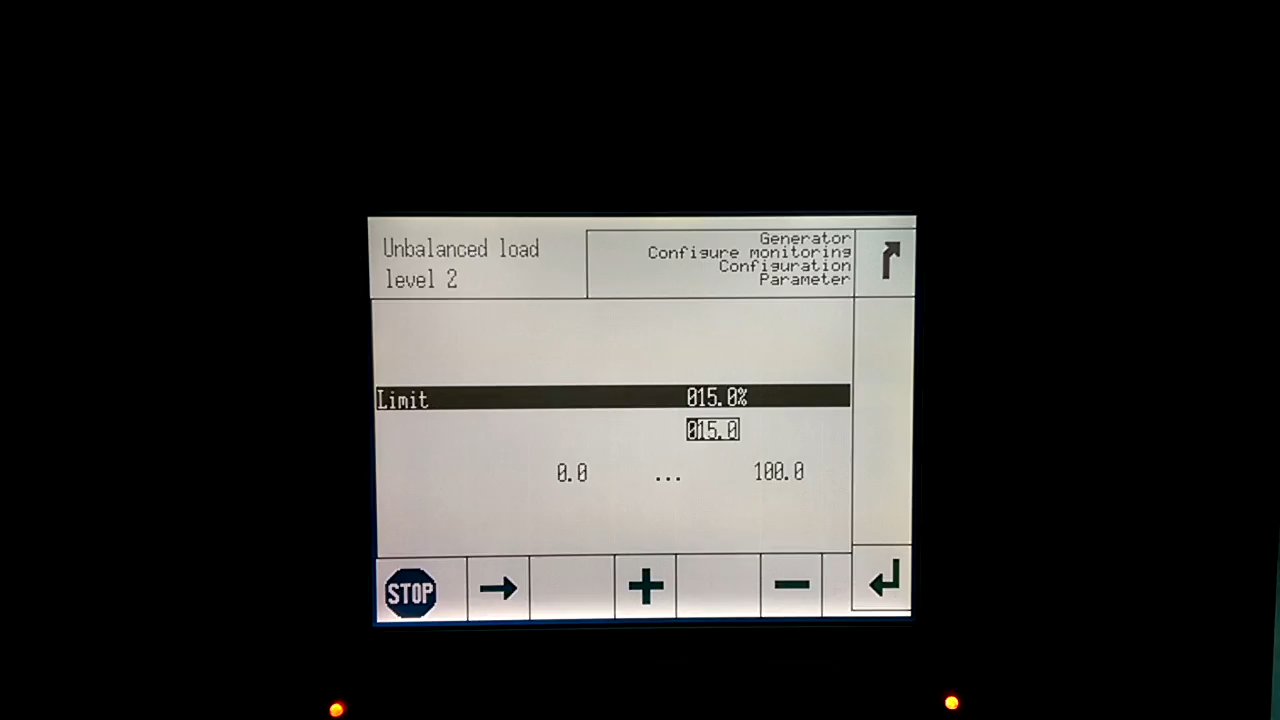 Unbalanced load
level 2
Generator
Configure monitoring
Configuration
Parameter
Limit 015.0%
015.0
0.0 ... 100.0
STOP